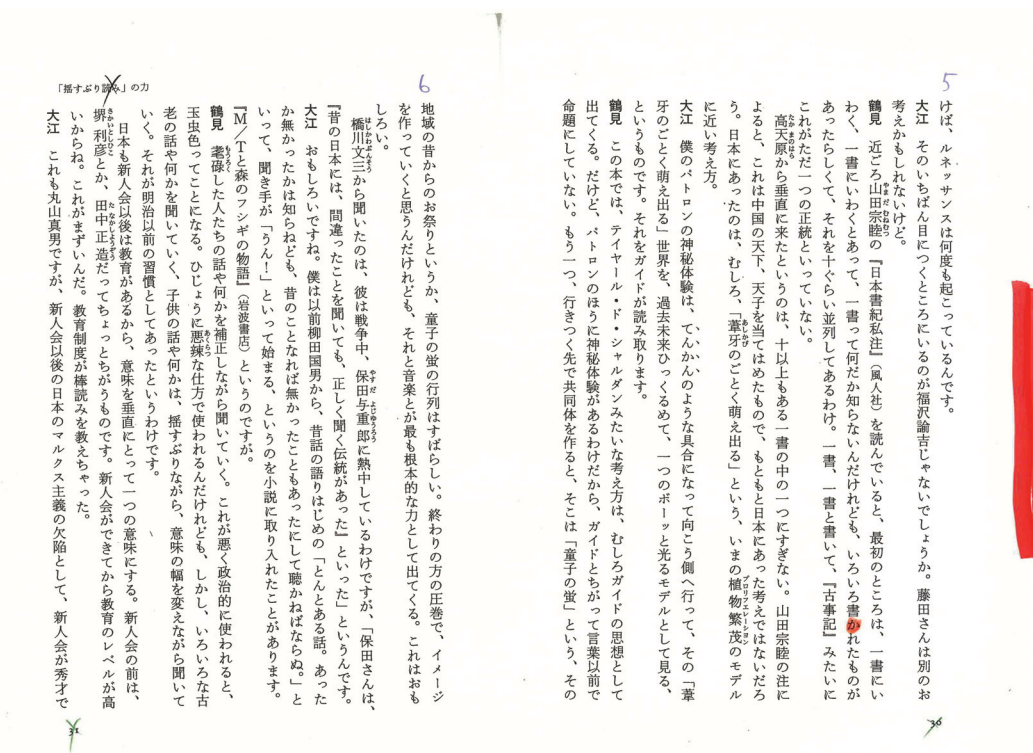 5
けば、ルネッサンスは何度も起こっているんです。
大江　そのいちばん目につくところにいるのが福沢諭吉じゃないでしょうか。藤田さんは別のお
考えかもしれないけど。
鶴見　近ごろ山田宗睦の『日本書紀私注』（風人社）を読んでいると、最初のところは、一書にい
わく、一書にいわくとあって、一書って何だか知らないんだけれども、いろいろ書かれたものが
あったらしくて、それを十ぐらい並列してあるわけ。一書、一書と書いて、『古事記』みたいに
これがただ一つの正統といっていない。
高天原から垂直に来たというのは、十以上もある一書の中の一つにすぎない。山田宗睦の注に
よると、これは中国の天下、天子を当てはめたもので、もともと日本にあった考えではないだろ
う。日本にあったのは、むしろ、「葦牙のごとく萌え出る」という、いまの植物繁茂のモデル
に近い考え方。
大江　僕のパトロンの神秘体験は、てんかんのような具合になって向こう側へ行って、その「葦
牙のごとく萌え出る」世界を、過去未来ひっくるめて、一つのボーッと光るモデルとして見る、
というものです。それをガイドが読み取ります。
鶴見　この本では、テイヤール・ド・シャルダンみたいな考え方は、むしろガイドの思想として
出てくる。だけど、パトロンのほうに神秘体験があるわけだから、ガイドとちがって言葉以前で
命題にしていない。もう一つ、行きつく先で共同体を作ると、そこは「童子の蛍」という、その
30
6
地域の昔からのお祭りというか、童子の蛍の行列はすばらしい。終わりの方の圧巻で、イメージ
を作っていくと思うんだけれども、それと音楽とが最も根本的な力として出てくる。これはおも
しろい。
橋川文三から聞いたのは、彼は戦争中、保田与重郎に熱中しているわけですが、「保田さんは、
『昔の日本には、間違ったことを聞いても、正しく聞く伝統があった』といった」というんです。
大江　おもしろいですね。僕は以前柳田国男から、昔話の語りはじめの「とんとある話。あった
か無かったかは知らねども、昔のことなれば無かったこともあったにして聴かねばならぬ。」と
いって、聞き手が「うん！」といって始まる、というのを小説に取り入れたことがあります。
『M／Tと森のフシギの物語』（岩波書店）というのですが。
鶴見　耄碌した人たちの話や何かを補正しながら聞いていく。これが悪く政治的に使われると、
玉虫色ってことになる。ひじょうに悪辣な仕方で使われるんだけれども、しかし、いろいろな古
老の話や何かを聞いていく、子供の話や何かは、揺すぶりながら、意味の幅を変えながら聞いて
いく。それが明治以前の習慣としてあったというわけです。
日本も新人会以後は教育があるから、意味を垂直にとって一つの意味にする。新人会の前は、
堺利彦とか、田中正造だってちょっとちがうものです。新人会ができてから教育のレベルが高
いからね。これがまずいんだ。教育制度が棒読みを教えちゃった。
大江　これも丸山真男ですが、新人会以後の日本のマルクス主義の欠陥として、新人会が秀才で
「揺すぶり読み」の力
31